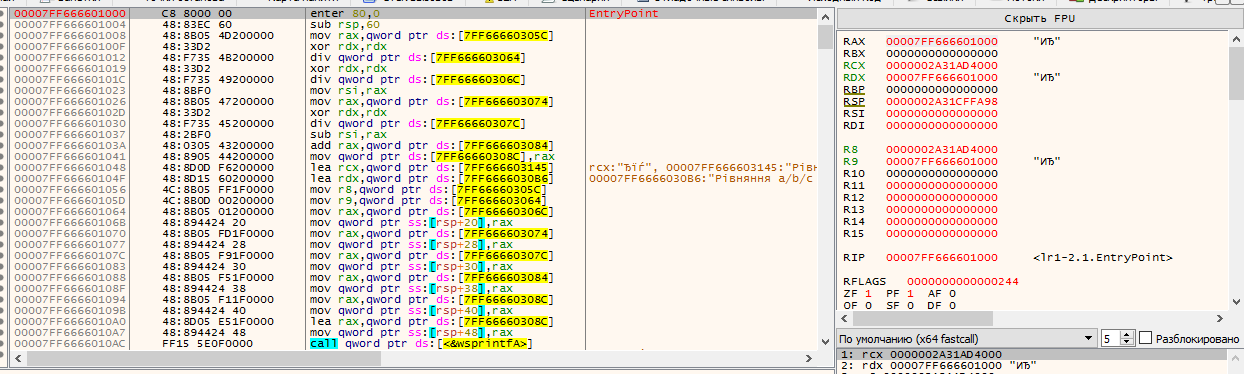 Скрыть FPU
00007FF666601000 C8 8000 00 enter 80,0 EntryPoint
00007FF666601004 48:83EC 60 sub rsp,60
00007FF666601008 48:8B05 4D200000 mov rax,qword ptr ds:[7FF66660305C]
00007FF66660100F 48:33D2 xor rdx,rdx
00007FF666601012 48:F735 4B200000 div qword ptr ds:[7FF666603064]
00007FF666601019 48:33D2 xor rdx,rdx
00007FF66660101C 48:F735 49200000 div qword ptr ds:[7FF66660306C]
00007FF666601023 48:8BF0 mov rsi,rax
00007FF666601026 48:8B05 47200000 mov rax,qword ptr ds:[7FF666603074]
00007FF66660102D 48:33D2 xor rdx,rdx
00007FF666601030 48:F735 45200000 div qword ptr ds:[7FF66660307C]
00007FF666601037 48:2BF0 sub rsi,rax
00007FF66660103A 48:0305 43200000 add rax,qword ptr ds:[7FF666603084]
00007FF666601041 48:8905 44200000 mov qword ptr ds:[7FF66660308C],rax
00007FF666601048 48:8D0D F6200000 lea rcx,qword ptr ds:[7FF666603145] rcx:"Ђїѓ", 00007FF666603145:"Рівн
00007FF66660104F 48:8D15 60200000 lea rdx,qword ptr ds:[7FF6666030B6] 00007FF6666030B6:"Рівняння a/b/c
00007FF666601056 4C:8B05 FF1F0000 mov r8,qword ptr ds:[7FF66660305C]
00007FF66660105D 4C:8B0D 00200000 mov r9,qword ptr ds:[7FF666603064]
00007FF666601064 48:8B05 01200000 mov rax,qword ptr ds:[7FF66660306C]
00007FF66660106B 48:894424 20 mov qword ptr ss:[rsp+20],rax
00007FF666601070 48:8B05 FD1F0000 mov rax,qword ptr ds:[7FF666603074]
00007FF666601077 48:894424 28 mov qword ptr ss:[rsp+28],rax
00007FF66660107C 48:8B05 F91F0000 mov rax,qword ptr ds:[7FF66660307C]
00007FF666601083 48:894424 30 mov qword ptr ss:[rsp+30],rax
00007FF666601088 48:8B05 F51F0000 mov rax,qword ptr ds:[7FF666603084]
00007FF66660108F 48:894424 38 mov qword ptr ss:[rsp+38],rax
00007FF666601094 48:8B05 F11F0000 mov rax,qword ptr ds:[7FF66660308C]
00007FF66660109B 48:894424 40 mov qword ptr ss:[rsp+40],rax
00007FF6666010A0 48:8D05 E51F0000 lea rax,qword ptr ds:[7FF66660308C]
00007FF6666010A7 48:894424 48 mov qword ptr ss:[rsp+48],rax
00007FF6666010AC FF15 5E0F0000 call qword ptr ds:[<&wsprintfA>]
RAX 00007FF666601000 "ИЂ"
RBX 0000000000000000
RCX 0000002A31AD4000
RDX 00007FF666601000 "ИЂ"
RBP 0000000000000000
RSP 0000002A31CFFA98
RSI 0000000000000000
RDI 0000000000000000
R8 0000002A31AD4000
R9 00007FF666601000 "ИЂ"
R10 0000000000000000
R11 0000000000000000
R12 0000000000000000
R13 0000000000000000
R14 0000000000000000
R15 0000000000000000
RIP 00007FF666601000 <lr1-2.1.EntryPoint>
RFLAGS 0000000000000244
ZF 1 PF 1 AF 0
OF 0 SF 0 DF 0
По умолчанию (x64 fastcall) 5 Разблокировано
1: rcx 0000002A31AD4000
2: rdx 00007FF666601000 "ИЂ"